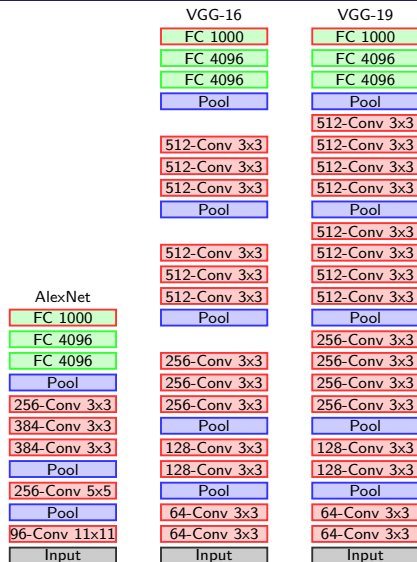 VGG-16
FC 1000
FC 4096
FC 4096
Pool
512-Conv 3x3
512-Conv 3x3
512-Conv 3x3
Pool
512-Conv 3x3
512-Conv 3x3
512-Conv 3x3
Pool
256-Conv 3x3
256-Conv 3x3
256-Conv 3x3
Pool
128-Conv 3x3
128-Conv 3x3
Pool
64-Conv 3x3
64-Conv 3x3
Input
VGG-19
FC 1000
FC 4096
FC 4096
Pool
512-Conv 3x3
512-Conv 3x3
512-Conv 3x3
512-Conv 3x3
Pool
512-Conv 3x3
512-Conv 3x3
512-Conv 3x3
512-Conv 3x3
Pool
256-Conv 3x3
256-Conv 3x3
256-Conv 3x3
256-Conv 3x3
Pool
128-Conv 3x3
128-Conv 3x3
Pool
64-Conv 3x3
64-Conv 3x3
Input
AlexNet
FC 1000
FC 4096
FC 4096
Pool
256-Conv 3x3
384-Conv 3x3
384-Conv 3x3
Pool
256-Conv 5x5
Pool
96-Conv 11x11
Input